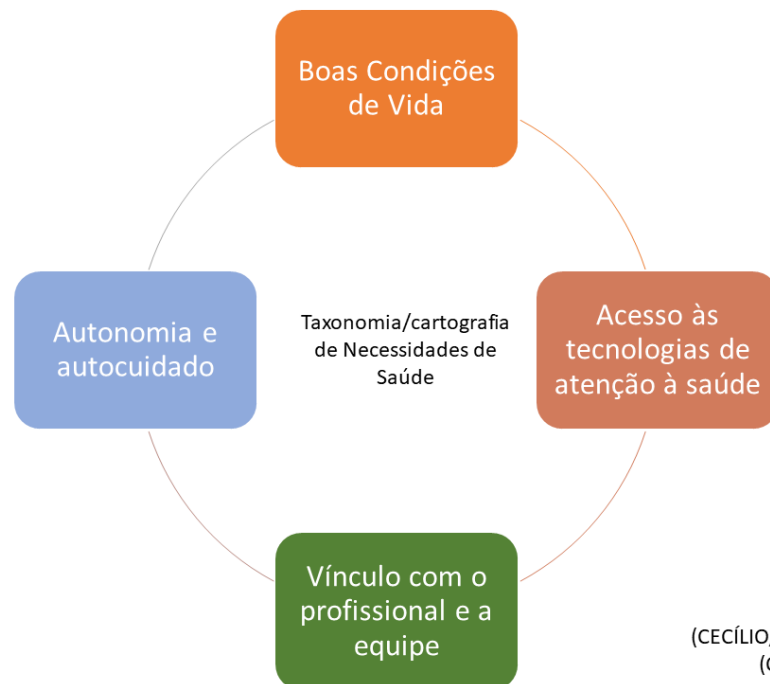 Boas Condições
de Vida
Autonomia e
autocuidado
Taxonomia/cartografia
de Necessidades de
Saúde
Acesso às
tecnologias de
atenção à saúde
Vínculo com o
profissional e a
equipe
(CECÍLIO,